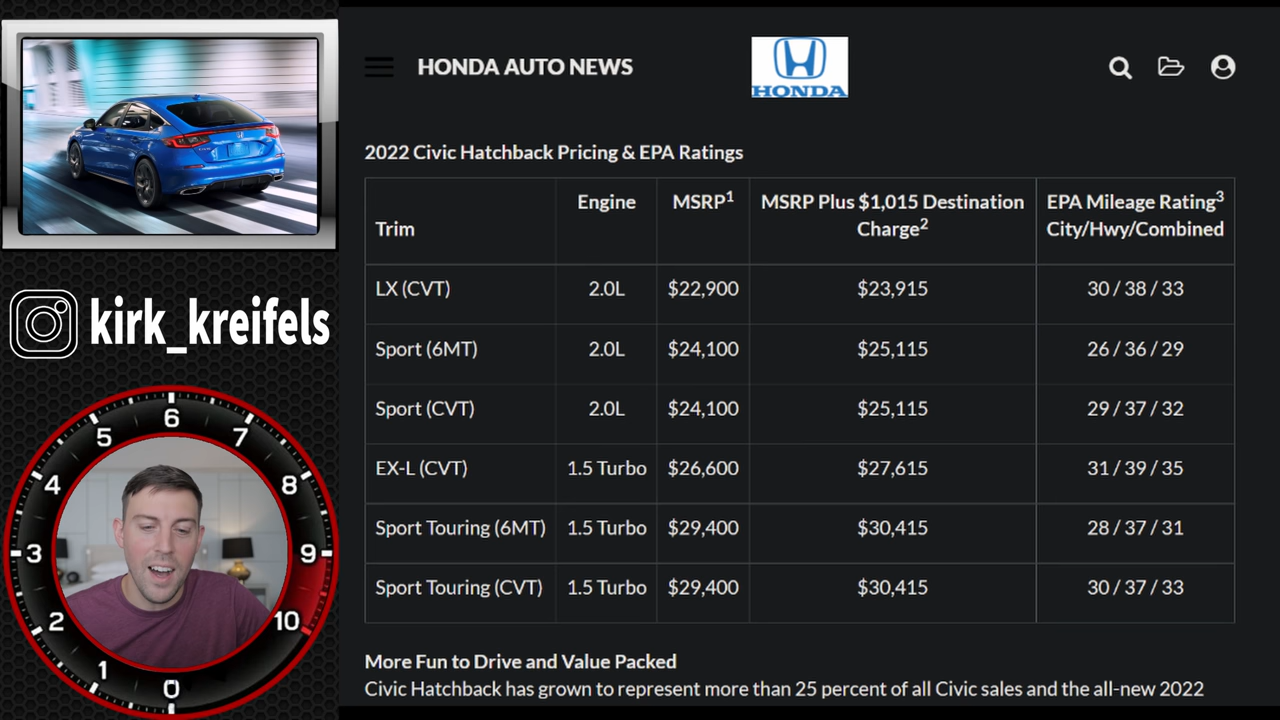 HONDA AUTO NEWS
HONDA
2022 Civic Hatchback Pricing & EPA Ratings
Trim Engine MSRP¹ MSRP Plus $1,015 Destination Charge² EPA Mileage Rating³ City/Hwy/Combined
LX (CVT) 2.0L $22,900 $23,915 30 / 38 / 33
Sport (6MT) 2.0L $24,100 $25,115 26 / 36 / 29
Sport (CVT) 2.0L $24,100 $25,115 29 / 37 / 32
EX-L (CVT) 1.5 Turbo $26,600 $27,615 31 / 39 / 35
Sport Touring (6MT) 1.5 Turbo $29,400 $30,415 28 / 37 / 31
Sport Touring (CVT) 1.5 Turbo $29,400 $30,415 30 / 37 / 33
More Fun to Drive and Value Packed
Civic Hatchback has grown to represent more than 25 percent of all Civic sales and the all-new 2022
kirk_kreifels
0
1
2
3
4
5
6
7
8
9
10